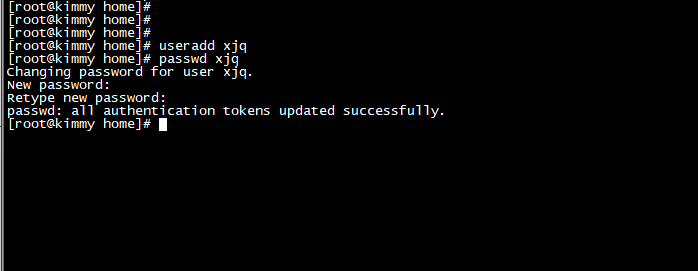 [root@kimmy home]#
[root@kimmy home]#
[root@kimmy home]#
[root@kimmy home]# useradd xjq
[root@kimmy home]# passwd xjq
Changing password for user xjq.
New password:
Retype new password:
passwd: all authentication tokens updated successfully.
[root@kimmy home]#